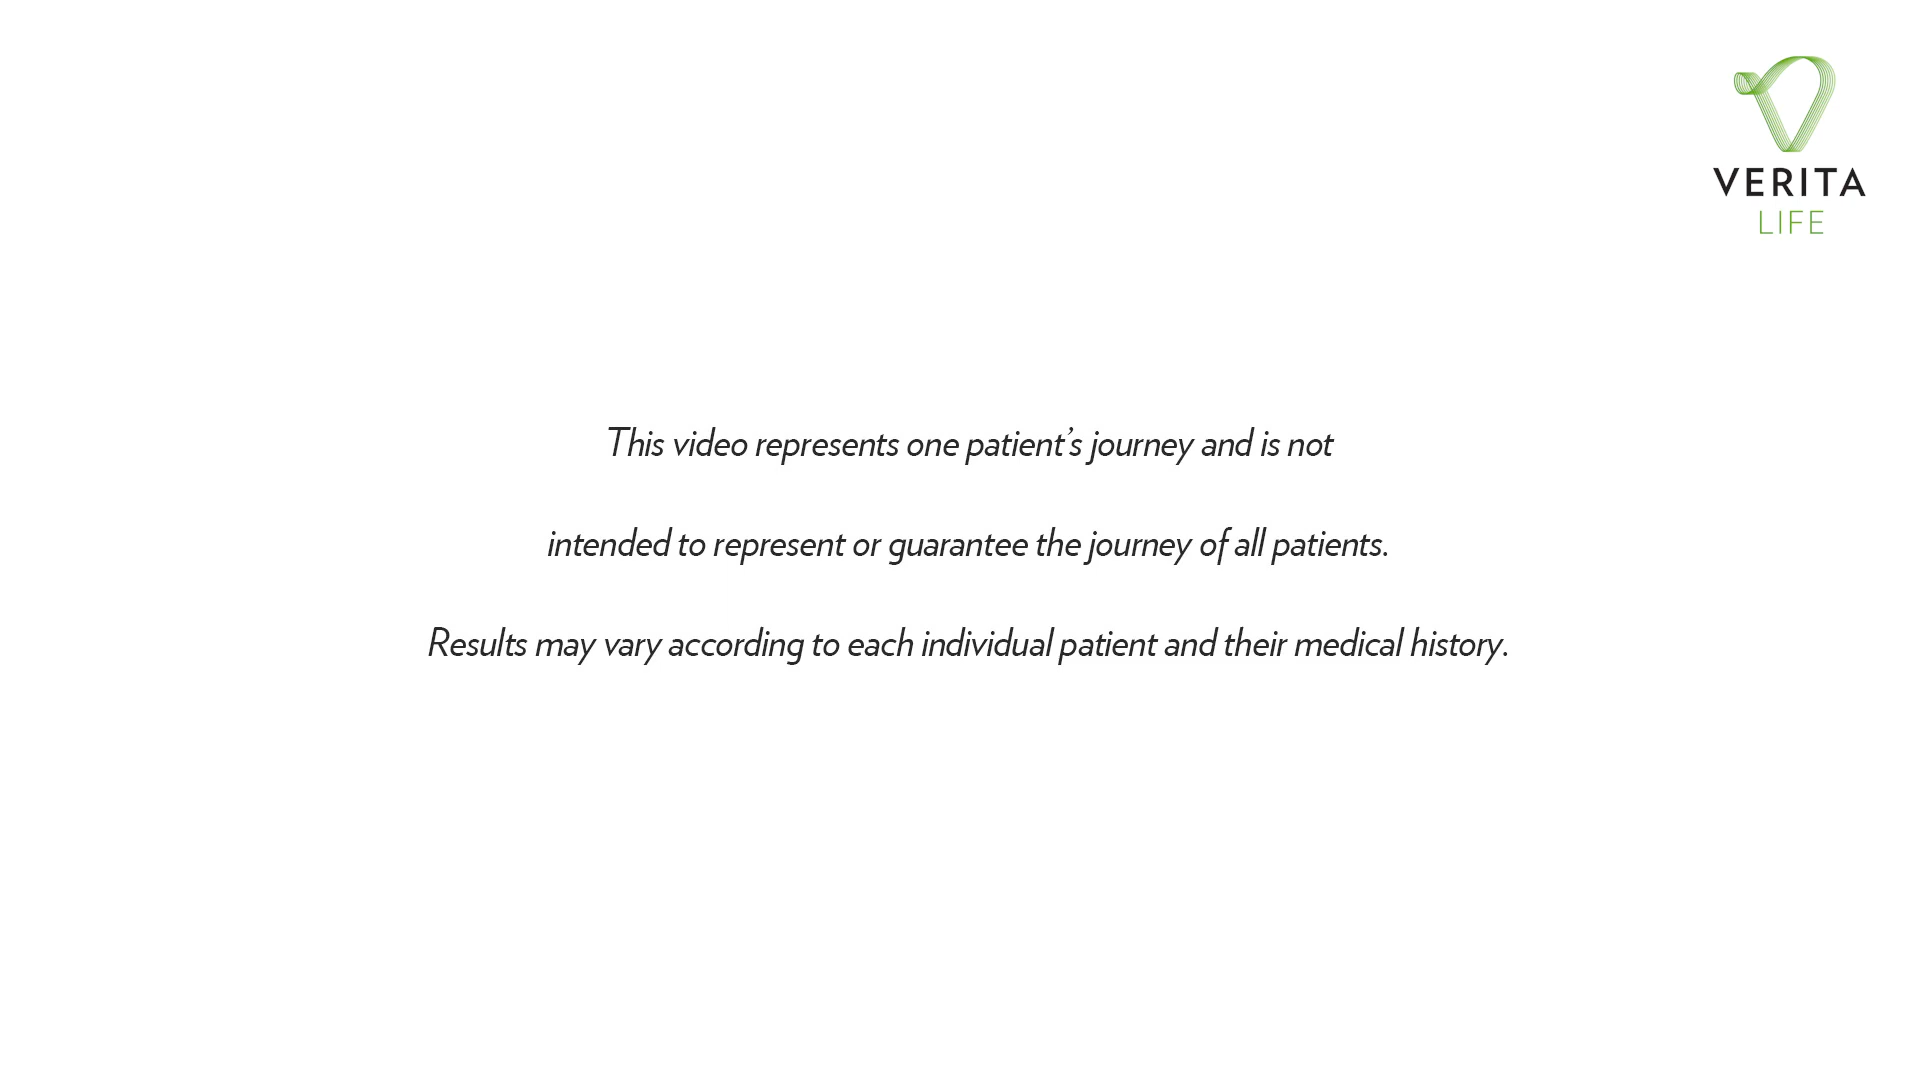 VERITA
LIFE
This video represents one patient’s journey and is not
intended to represent or guarantee the journey of all patients.
Results may vary according to each individual patient and their medical history.